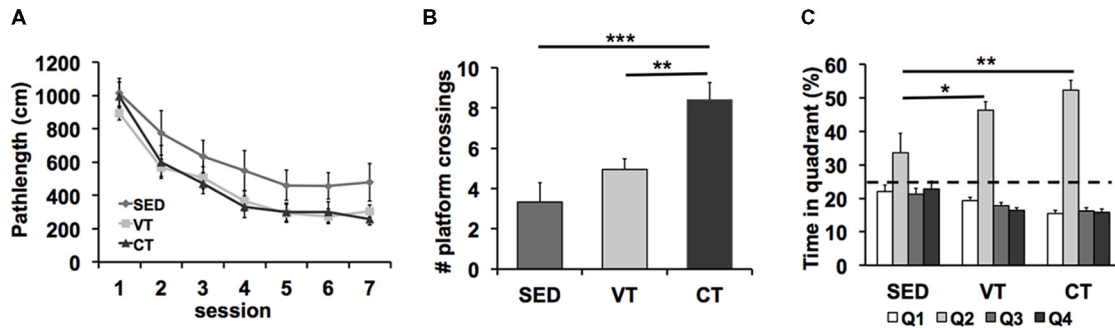 A
Pathlength (cm)
1200
1000
800
600
400
200
0
SED
VT
CT
1 2 3 4 5 6 7
session
B
# platform crossings
***
**
10
8
6
4
2
0
SED VT CT
C
Time in quadrant (%)
**
*
60
50
40
30
20
10
0
SED VT CT
Q1 Q2 Q3 Q4